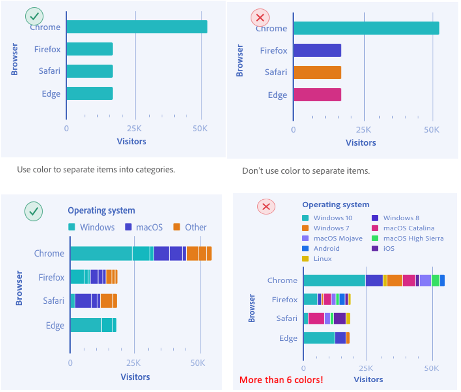 Chrome
Firefox
Safari
Edge
Browser
0
25K
50K
Visitors
Use color to separate items into categories.
Chrome
Firefox
Safari
Edge
Browser
0
25K
50K
Visitors
Don't use color to separate items.
Operating system
Windows
macOS
Other
Chrome
Firefox
Safari
Edge
Browser
0
25K
50K
Visitors
Operating system
Windows 10
Windows 8
Windows 7
macOS Catalina
macOS Mojave
macOS High Sierra
Android
iOS
Linux
Chrome
Firefox
Safari
Edge
Browser
0
25K
50K
Visitors
More than 6 colors!